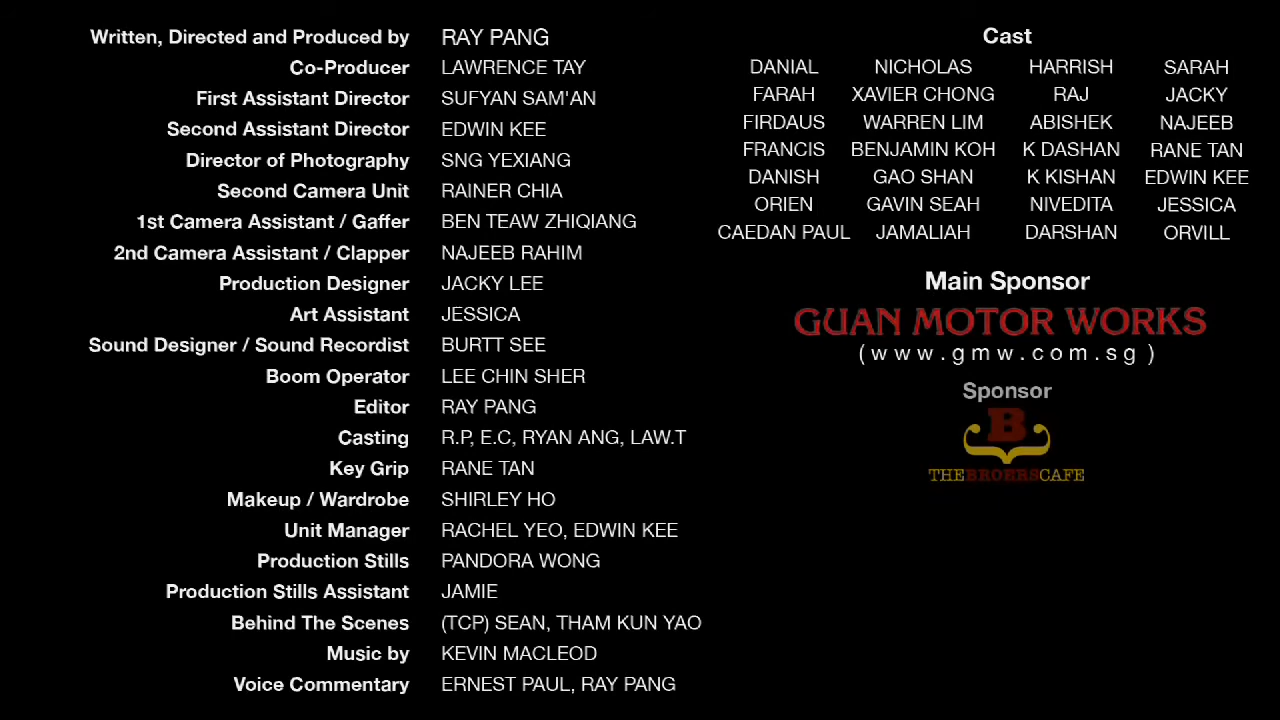 Written, Directed and Produced by RAY PANG
Co-Producer LAWRENCE TAY
First Assistant Director SUFYAN SAM'AN
Second Assistant Director EDWIN KEE
Director of Photography SNG YEXIANG
Second Camera Unit RAINER CHIA
1st Camera Assistant / Gaffer BEN TEAW ZHIQIANG
2nd Camera Assistant / Clapper NAJEEB RAHIM
Production Designer JACKY LEE
Art Assistant JESSICA
Sound Designer / Sound Recordist BURTT SEE
Boom Operator LEE CHIN SHER
Editor RAY PANG
Casting R.P, E.C, RYAN ANG, LAW.T
Key Grip RANE TAN
Makeup / Wardrobe SHIRLEY HO
Unit Manager RACHEL YEO, EDWIN KEE
Production Stills PANDORA WONG
Production Stills Assistant JAMIE
Behind The Scenes (TCP) SEAN, THAM KUN YAO
Music by KEVIN MACLEOD
Voice Commentary ERNEST PAUL, RAY PANG
Cast
DANIAL NICHOLAS HARRISH SARAH
FARAH XAVIER CHONG RAJ JACKY
FIRDAUS WARREN LIM ABISHEK NAJEEB
FRANCIS BENJAMIN KOH K DASHAN RANE TAN
DANISH GAO SHAN K KISHAN EDWIN KEE
ORIEN GAVIN SEAH NIVEDITA JESSICA
CAEDAN PAUL JAMALIAH DARSHAN ORVILL
Main Sponsor
GUAN MOTOR WORKS
(www.gmw.com.sg)
Sponsor
B
THEBROERSCAFE